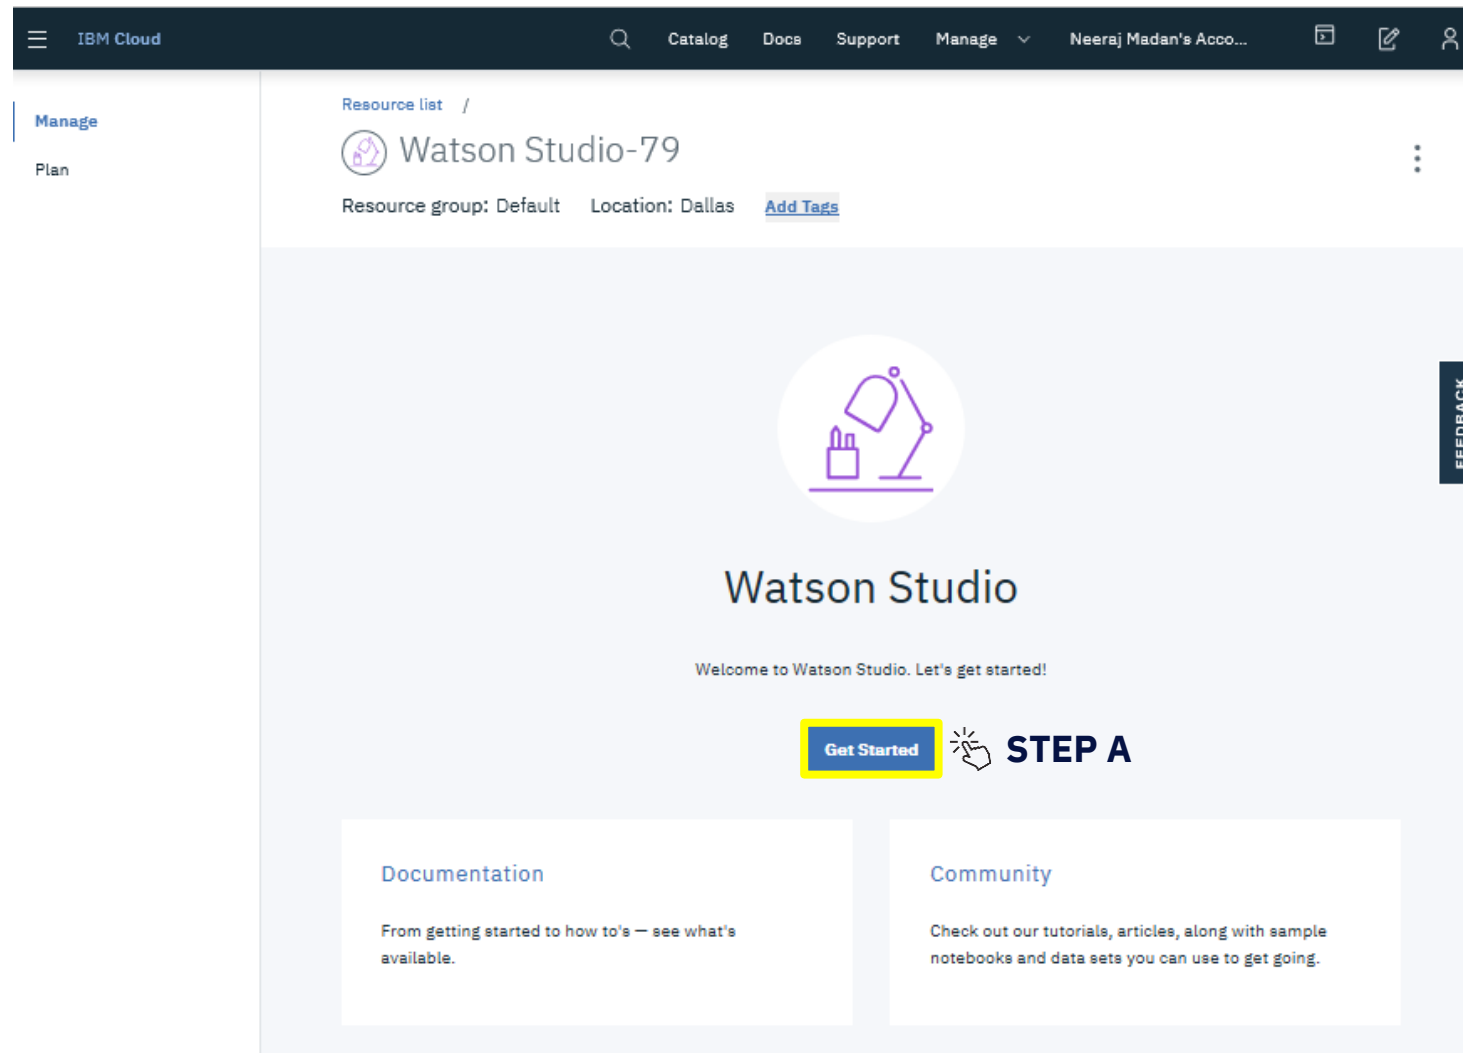 IBM Cloud
Catalog
Docs
Support
Manage
Neeraj Madan's Acco...
Manage
Plan
Resource list /
Watson Studio-79
Resource group: Default
Location: Dallas
Add Tags
FEEDBACK
Watson Studio
Welcome to Watson Studio. Let's get started!
Get Started
STEP A
Documentation
From getting started to how to's — see what's
available.
Community
Check out our tutorials, articles, along with sample
notebooks and data sets you can use to get going.